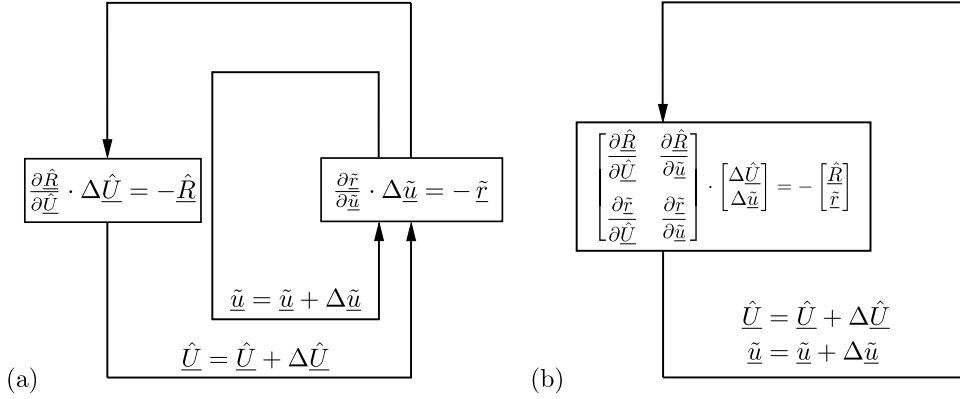 ∂R̂/∂Û · ΔÛ = −R̂
∂r̃/∂ũ · Δũ = − r̃
ũ = ũ + Δũ
Û = Û + ΔÛ
(a)
[∂R̂/∂Û ∂R̂/∂ũ
∂r̃/∂Û ∂r̃/∂ũ] · [ΔÛ
Δũ] = − [R̂
r̃]
Û = Û + ΔÛ
ũ = ũ + Δũ
(b)